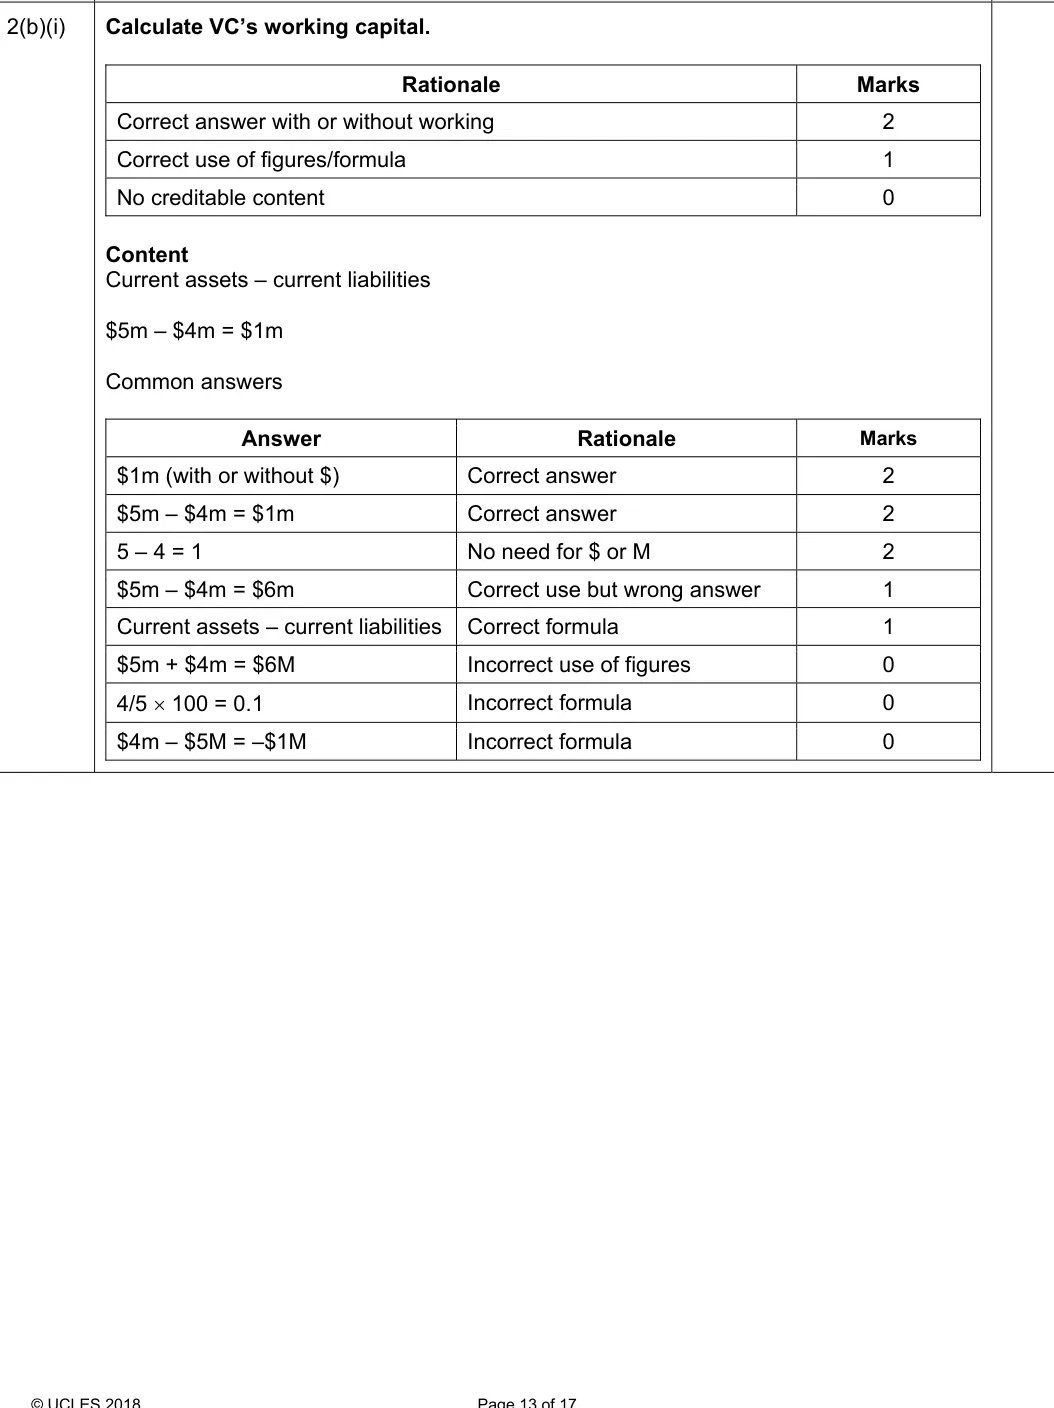 2(b)(i) Calculate VC’s working capital.
Rationale Marks
Correct answer with or without working 2
Correct use of figures/formula 1
No creditable content 0
Content
Current assets – current liabilities
$5m – $4m = $1m
Common answers
Answer Rationale Marks
$1m (with or without $) Correct answer 2
$5m – $4m = $1m Correct answer 2
5 – 4 = 1 No need for $ or M 2
$5m – $4m = $6m Correct use but wrong answer 1
Current assets – current liabilities Correct formula 1
$5m + $4m = $6M Incorrect use of figures 0
4/5 × 100 = 0.1 Incorrect formula 0
$4m – $5M = –$1M Incorrect formula 0
© UCLES 2018 Page 13 of 17